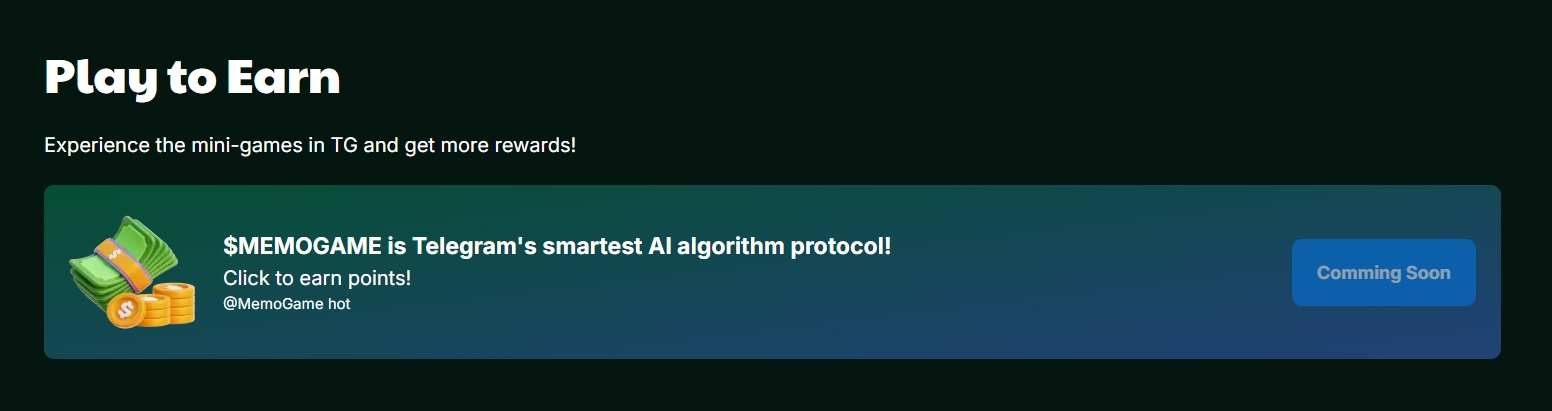 Play to Earn
Experience the mini-games in TG and get more rewards!
$MEMOGAME is Telegram's smartest AI algorithm protocol!
Click to earn points!
@MemoGame hot
Comming Soon